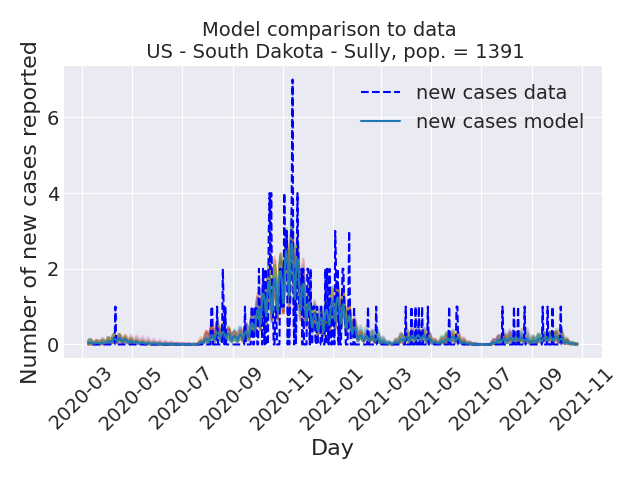 Model comparison to data
US - South Dakota - Sully, pop. = 1391
new cases data
new cases model
Number of new cases reported
6
4
2
0
2020-03
2020-05
2020-07
2020-09
2020-11
2021-01
2021-03
2021-05
2021-07
2021-09
2021-11
Day